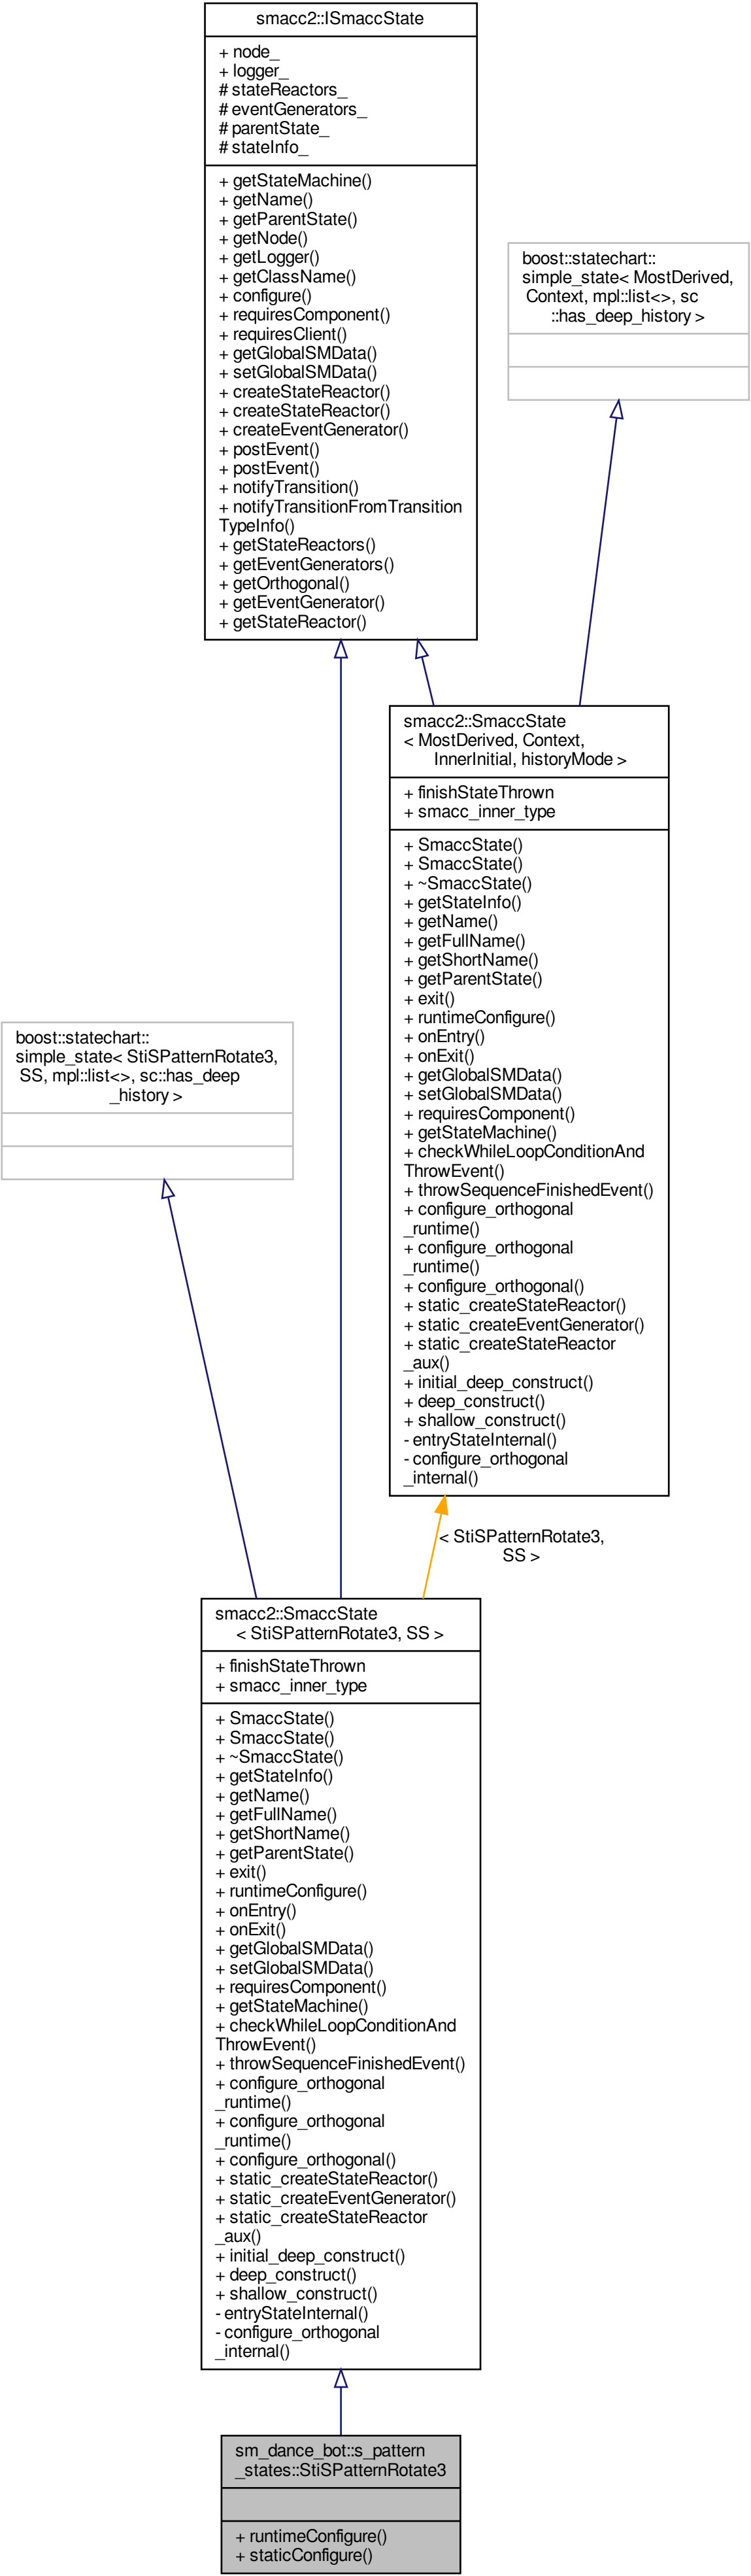 smacc2::ISmaccState
+ node_
+ logger_
# stateReactors_
# eventGenerators_
# parentState_
# stateInfo_
+ getStateMachine()
+ getName()
+ getParentState()
+ getNode()
+ getLogger()
+ getClassName()
+ configure()
+ requiresComponent()
+ requiresClient()
+ getGlobalSMData()
+ setGlobalSMData()
+ createStateReactor()
+ createStateReactor()
+ createEventGenerator()
+ postEvent()
+ postEvent()
+ notifyTransition()
+ notifyTransitionFromTransition
TypeInfo()
+ getStateReactors()
+ getEventGenerators()
+ getOrthogonal()
+ getEventGenerator()
+ getStateReactor()
boost::statechart::
simple_state< MostDerived,
Context, mpl::list<>, sc
::has_deep_history >
smacc2::SmaccState
< MostDerived, Context,
InnerInitial, historyMode >
+ finishStateThrown
+ smacc_inner_type
+ SmaccState()
+ SmaccState()
+ ~SmaccState()
+ getStateInfo()
+ getName()
+ getFullName()
+ getShortName()
+ getParentState()
+ exit()
+ runtimeConfigure()
+ onEntry()
+ onExit()
+ getGlobalSMData()
+ setGlobalSMData()
+ requiresComponent()
+ getStateMachine()
+ checkWhileLoopConditionAnd
ThrowEvent()
+ throwSequenceFinishedEvent()
+ configure_orthogonal
_runtime()
+ configure_orthogonal
_runtime()
+ configure_orthogonal()
+ static_createStateReactor()
+ static_createEventGenerator()
+ static_createStateReactor
_aux()
+ initial_deep_construct()
+ deep_construct()
+ shallow_construct()
- entryStateInternal()
- configure_orthogonal
_internal()
boost::statechart::
simple_state< StiSPatternRotate3,
SS, mpl::list<>, sc::has_deep
_history >
< StiSPatternRotate3,
SS >
smacc2::SmaccState
< StiSPatternRotate3, SS >
+ finishStateThrown
+ smacc_inner_type
+ SmaccState()
+ SmaccState()
+ ~SmaccState()
+ getStateInfo()
+ getName()
+ getFullName()
+ getShortName()
+ getParentState()
+ exit()
+ runtimeConfigure()
+ onEntry()
+ onExit()
+ getGlobalSMData()
+ setGlobalSMData()
+ requiresComponent()
+ getStateMachine()
+ checkWhileLoopConditionAnd
ThrowEvent()
+ throwSequenceFinishedEvent()
+ configure_orthogonal
_runtime()
+ configure_orthogonal
_runtime()
+ configure_orthogonal()
+ static_createStateReactor()
+ static_createEventGenerator()
+ static_createStateReactor
_aux()
+ initial_deep_construct()
+ deep_construct()
+ shallow_construct()
- entryStateInternal()
- configure_orthogonal
_internal()
sm_dance_bot::s_pattern
_states::StiSPatternRotate3
+ runtimeConfigure()
+ staticConfigure()